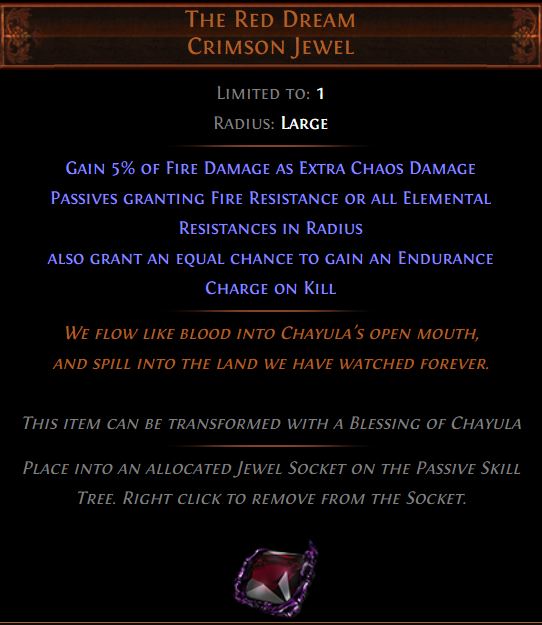 The Red Dream
Crimson Jewel
Limited to: 1
Radius: Large
Gain 5% of Fire Damage as Extra Chaos Damage
Passives granting Fire Resistance or all Elemental
Resistances in Radius
also grant an equal chance to gain an Endurance
Charge on Kill
We flow like blood into Chayula's open mouth,
and spill into the land we have watched forever.
This item can be transformed with a Blessing of Chayula
Place into an allocated Jewel Socket on the Passive Skill
Tree. Right click to remove from the Socket.